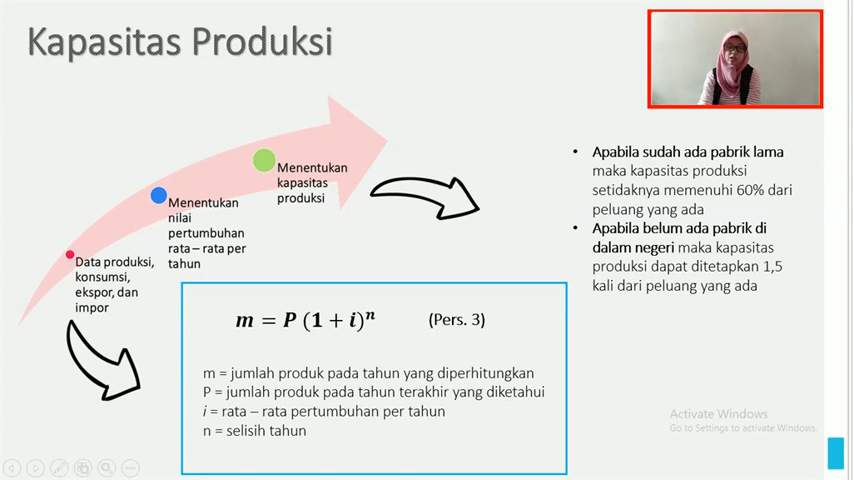 Kapasitas Produksi
Data produksi,
konsumsi,
ekspor, dan
impor
Menentukan
nilai
pertumbuhan
rata – rata per
tahun
Menentukan
kapasitas
produksi
• Apabila sudah ada pabrik lama
maka kapasitas produksi
setidaknya memenuhi 60% dari
peluang yang ada
• Apabila belum ada pabrik di
dalam negeri maka kapasitas
produksi dapat ditetapkan 1,5
kali dari peluang yang ada
m = P (1 + i)ⁿ (Pers. 3)
m = jumlah produk pada tahun yang diperhitungkan
P = jumlah produk pada tahun terakhir yang diketahui
i = rata – rata pertumbuhan per tahun
n = selisih tahun
Activate Windows
Go to Settings to activate Windows.